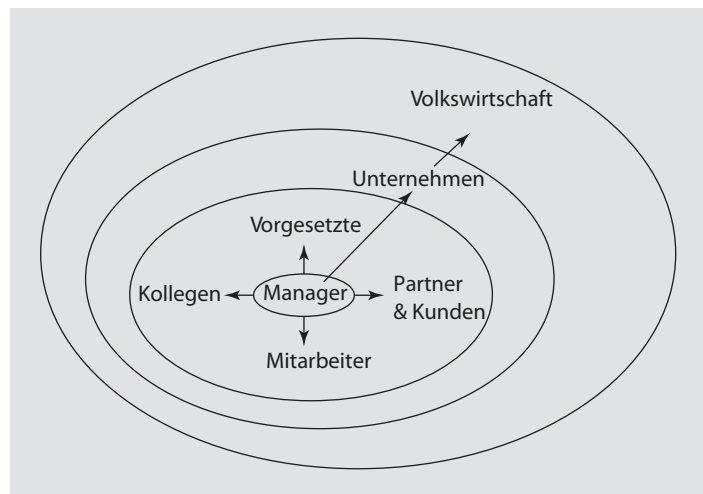 Volkswirtschaft
Unternehmen
Vorgesetzte
Kollegen
Manager
Partner
& Kunden
Mitarbeiter